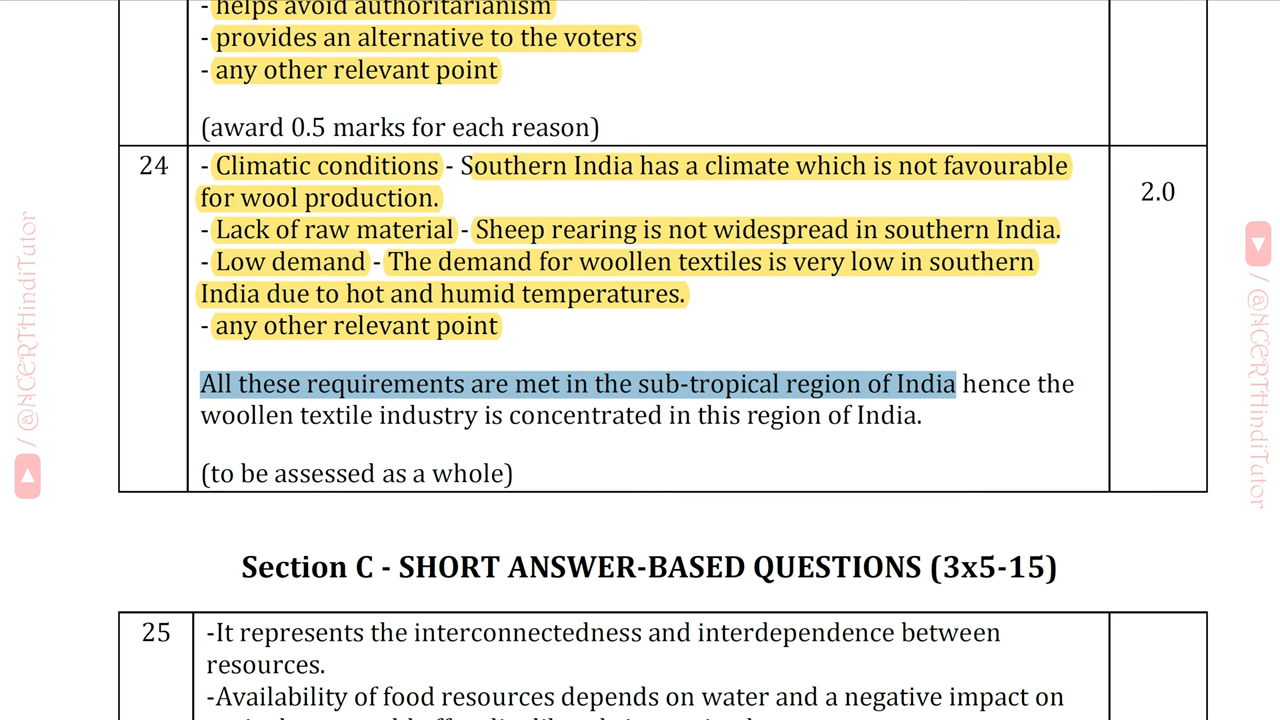 - helps avoid authoritarianism
- provides an alternative to the voters
- any other relevant point
(award 0.5 marks for each reason)
24
- Climatic conditions - Southern India has a climate which is not favourable
for wool production.
- Lack of raw material - Sheep rearing is not widespread in southern India.
- Low demand - The demand for woollen textiles is very low in southern
India due to hot and humid temperatures.
- any other relevant point
All these requirements are met in the sub-tropical region of India hence the
woollen textile industry is concentrated in this region of India.
(to be assessed as a whole)
2.0
Section C - SHORT ANSWER-BASED QUESTIONS (3x5-15)
25
-It represents the interconnectedness and interdependence between
resources.
-Availability of food resources depends on water and a negative impact on
/ @NCERTHindiTutor
/ @NCERTHindiTutor